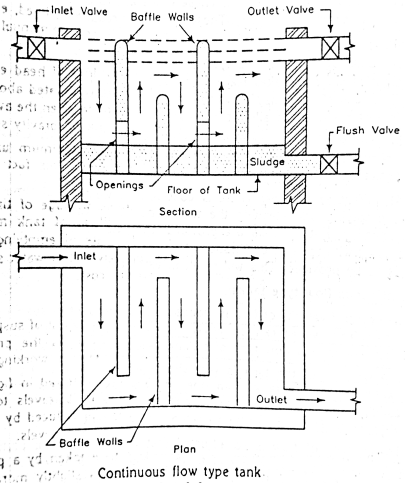 Inlet Valve
Baffle Walls
Outlet Valve
Flush Valve
Sludge
Openings
Floor of Tank
Section
Inlet
Outlet
Baffle Walls
Plan
Continuous flow type tank